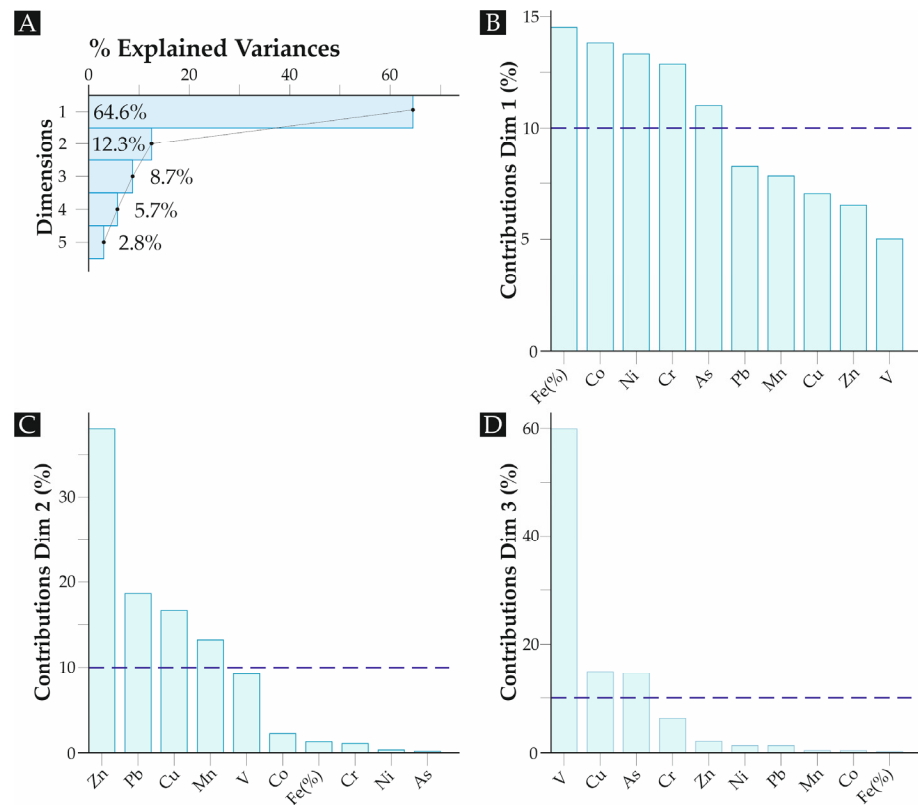 A
% Explained Variances
0 20 40 60
Dimensions
1 64.6%
2 12.3%
3 8.7%
4 5.7%
5 2.8%
B
Contributions Dim 1 (%)
15
10
5
0
Fe(%) Co Ni Cr As Pb Mn Cu Zn V
C
Contributions Dim 2 (%)
30
20
10
0
Zn Pb Cu Mn V Co Fe(%) Cr Ni As
D
Contributions Dim 3 (%)
60
40
20
0
V Cu As Cr Zn Ni Pb Mn Co Fe(%)